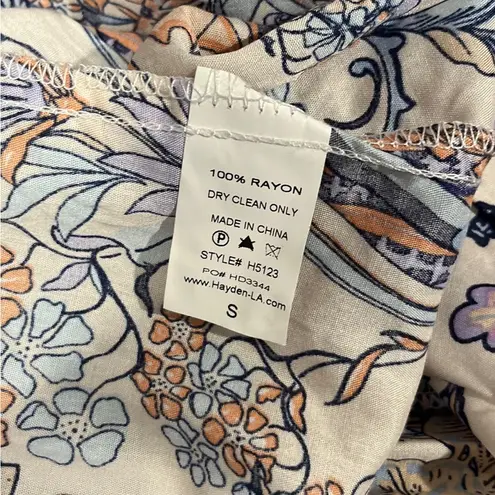 100% RAYON
DRY CLEAN ONLY
MADE IN CHINA
P
STYLE# H5123
PO# HD3344
www.Hayden-LA.com
S